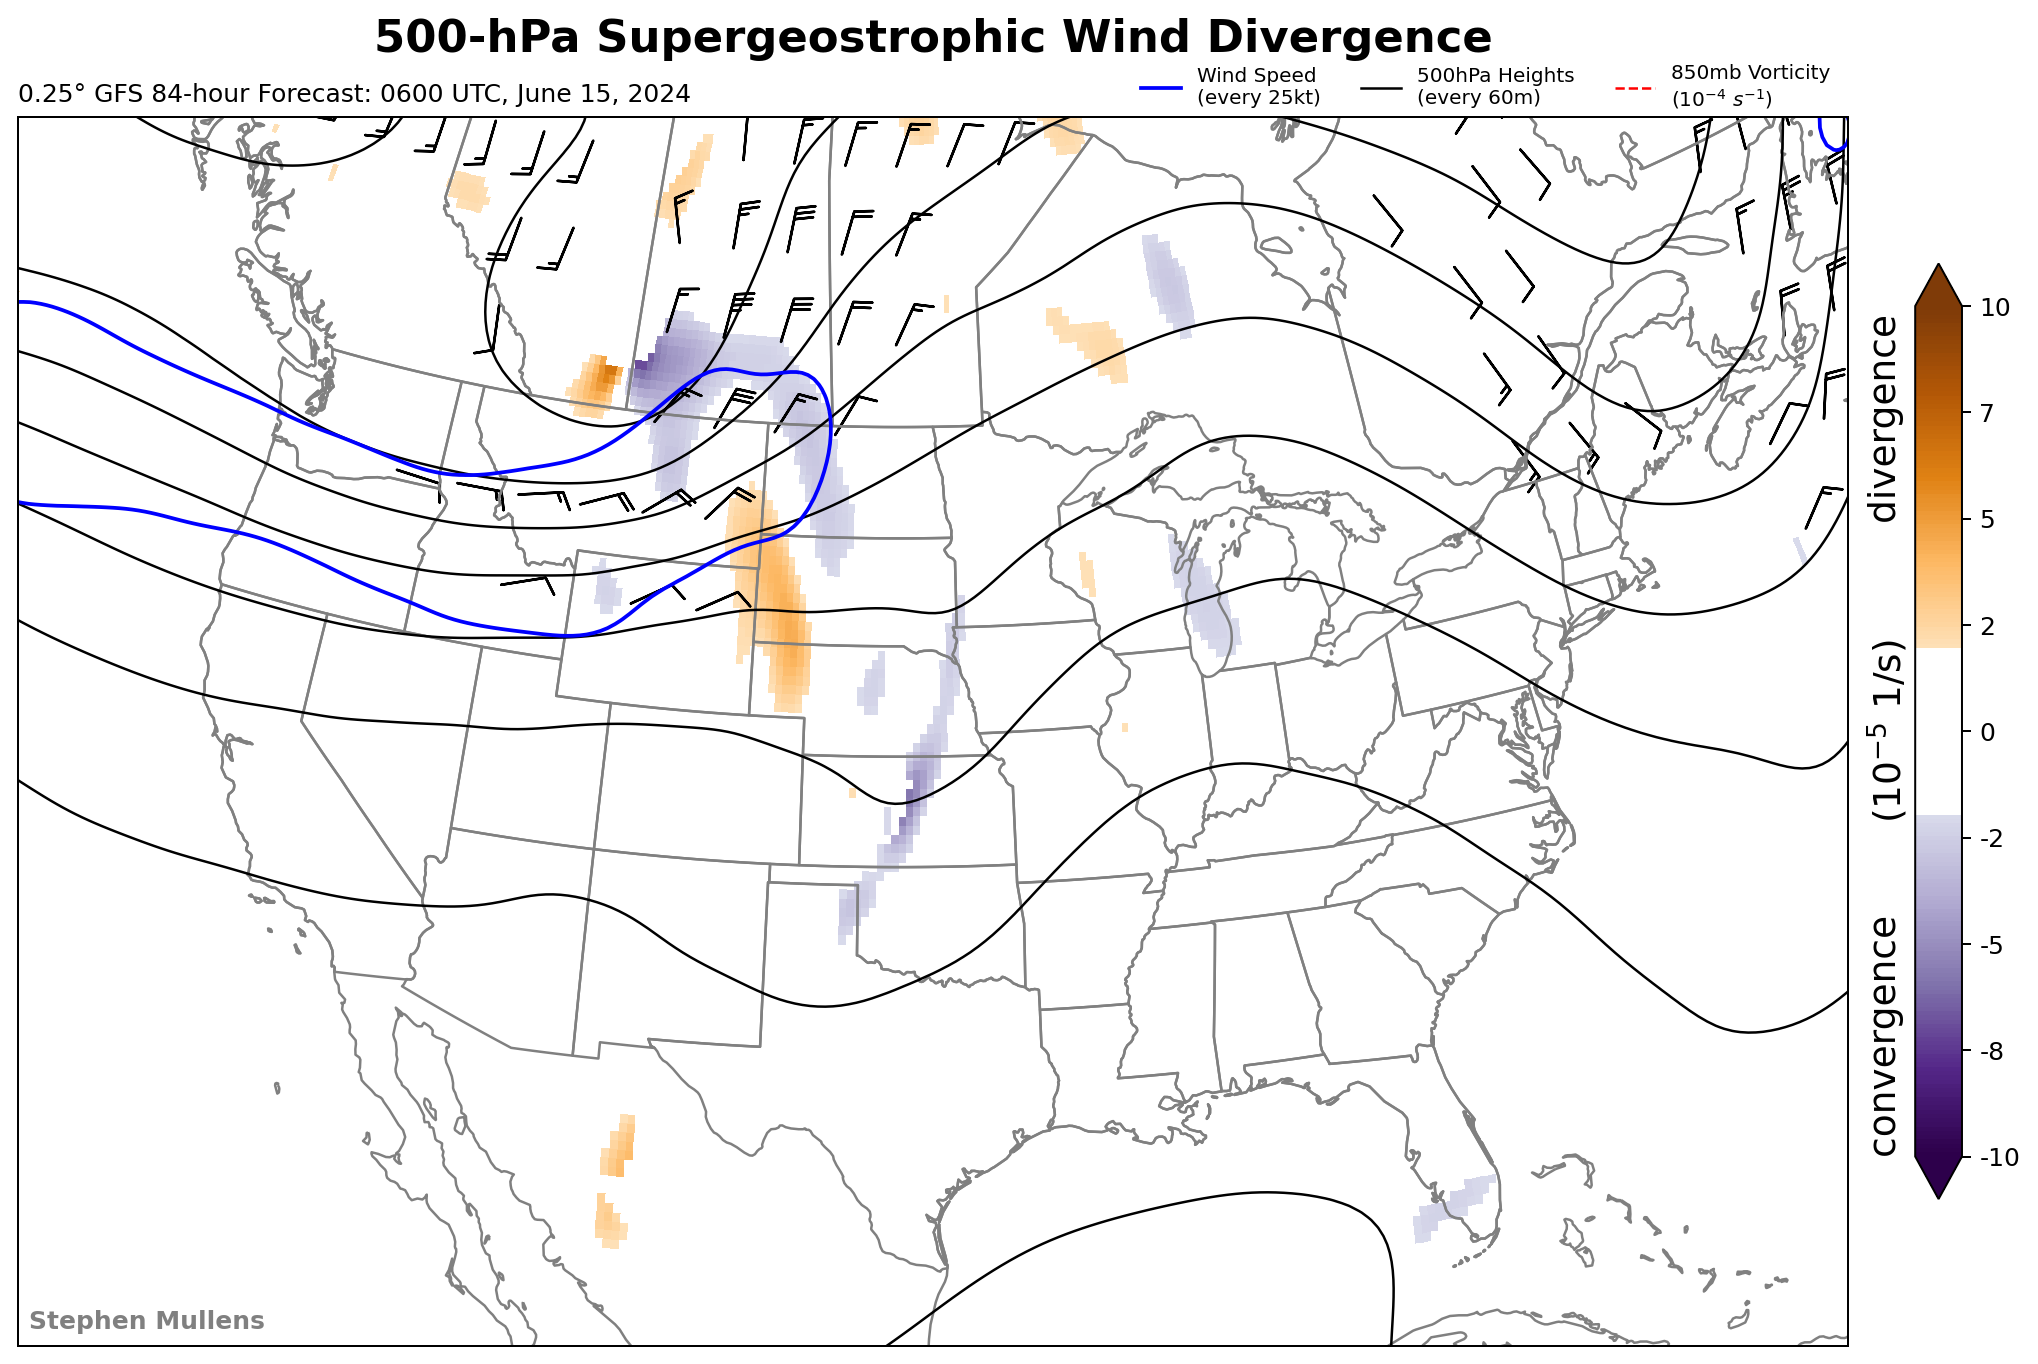 500-hPa Supergeostrophic Wind Divergence
0.25° GFS 84-hour Forecast: 0600 UTC, June 15, 2024
Wind Speed
(every 25kt)
500hPa Heights
(every 60m)
850mb Vorticity
(10⁻⁴ s⁻¹)
10
7
5
2
0
-2
-5
-8
-10
convergence (10⁻⁵ 1/s) divergence
Stephen Mullens